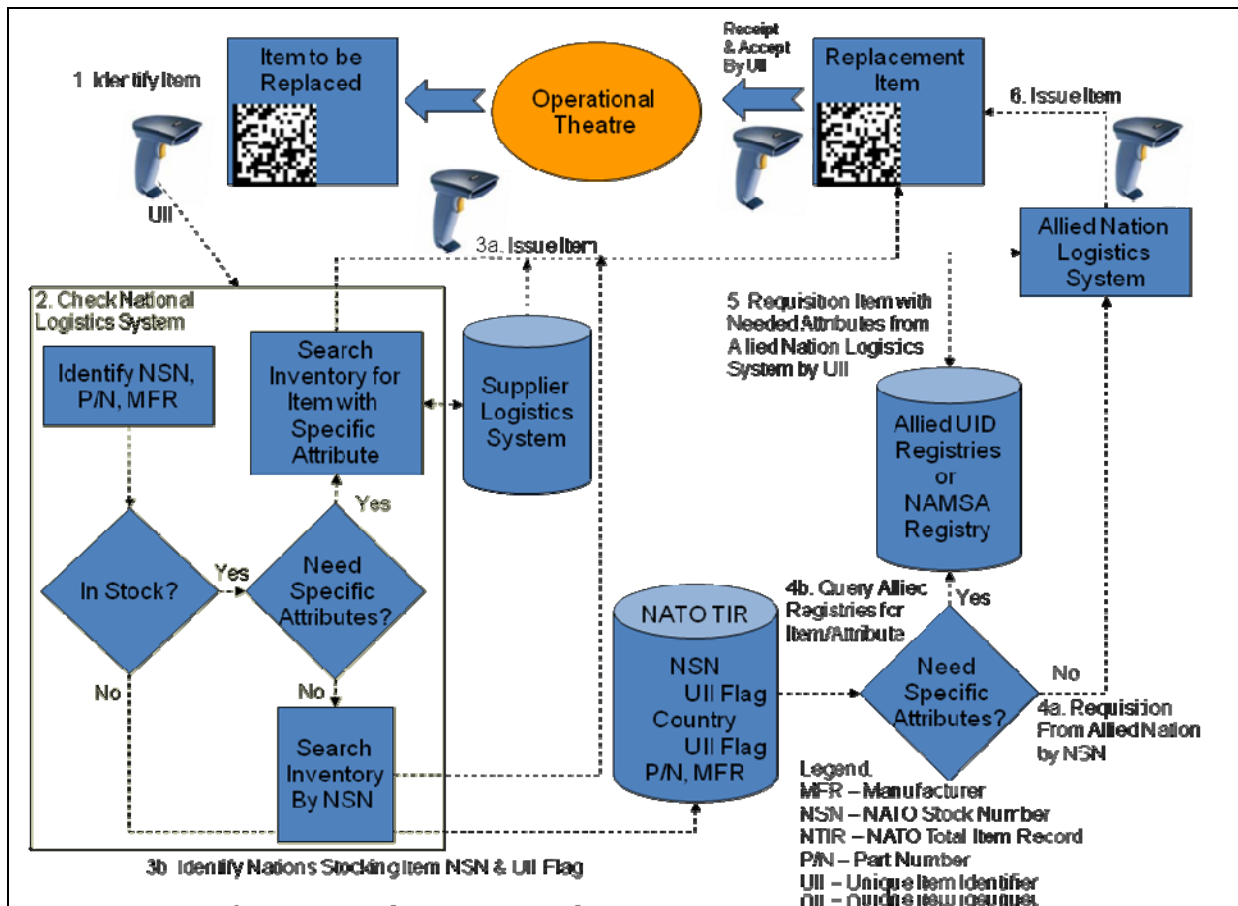 1 Identify Item
Item to be
Replaced
Operational
Theatre
Receipt
& Accept
By UII
Replacement
Item
6. Issue Item
UII
3a. Issue Item
Allied Nation
Logistics
System
2. Check National
Logistics System
Identify NSN,
P/N, MFR
Search
Inventory for
Item with
Specific
Attribute
Supplier
Logistics
System
5 Requisition Item with
Needed Attributes from
Allied Nation Logistics
System by UII
Allied UID
Registries
or
NAMSA
Registry
Yes
In Stock?
Yes
Need
Specific
Attributes?
No
No
Search
Inventory
By NSN
NATO TIR
NSN
UII Flag
Country
UII Flag
P/N, MFR
4b. Query Allied
Registries for
Item/Attribute
Yes
Need
Specific
Attributes?
No
4a. Requisition
From Allied Nation
by NSN
Legend.
MFR – Manufacturer
NSN – NATO Stock Number
NTIR – NATO Total Item Record
P/N – Part Number
UII – Unique Item Identifier
3b Identify Nations Stocking Item NSN & UII Flag